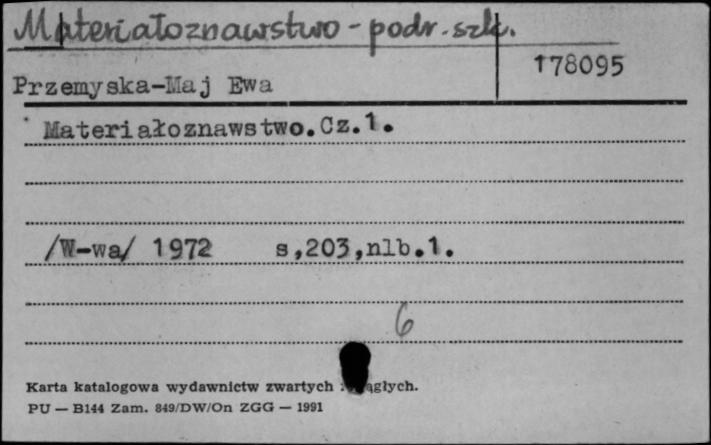 Materiałoznawstwo - podr. szk.
178095
Przemyska-Maj Ewa
Materiałoznawstwo.Cz.1.
/W-wa/ 1972 s,203,nlb.1.
6
Karta katalogowa wydawnictw zwartych
PU — B144 Zam. 849/DW/On ZGG — 1991